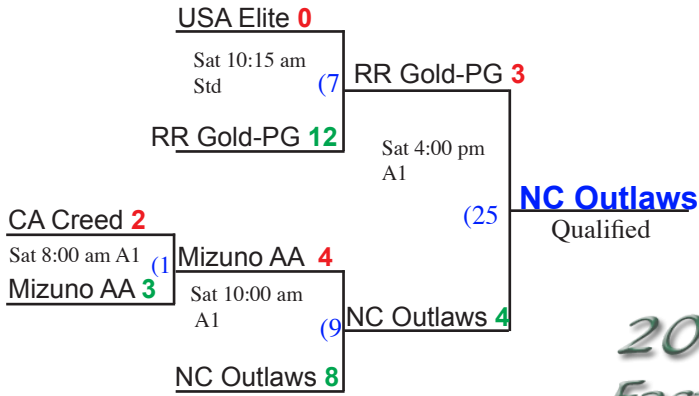 USA Elite 0
Sat 10:15 am
Std
(7
RR Gold-PG 3
RR Gold-PG 12
Sat 4:00 pm
A1
(25
NC Outlaws
Qualified
CA Creed 2
Sat 8:00 am A1
(1
Mizuno AA 3
Mizuno AA 4
Sat 10:00 am
A1
(9
NC Outlaws 4
NC Outlaws 8
20